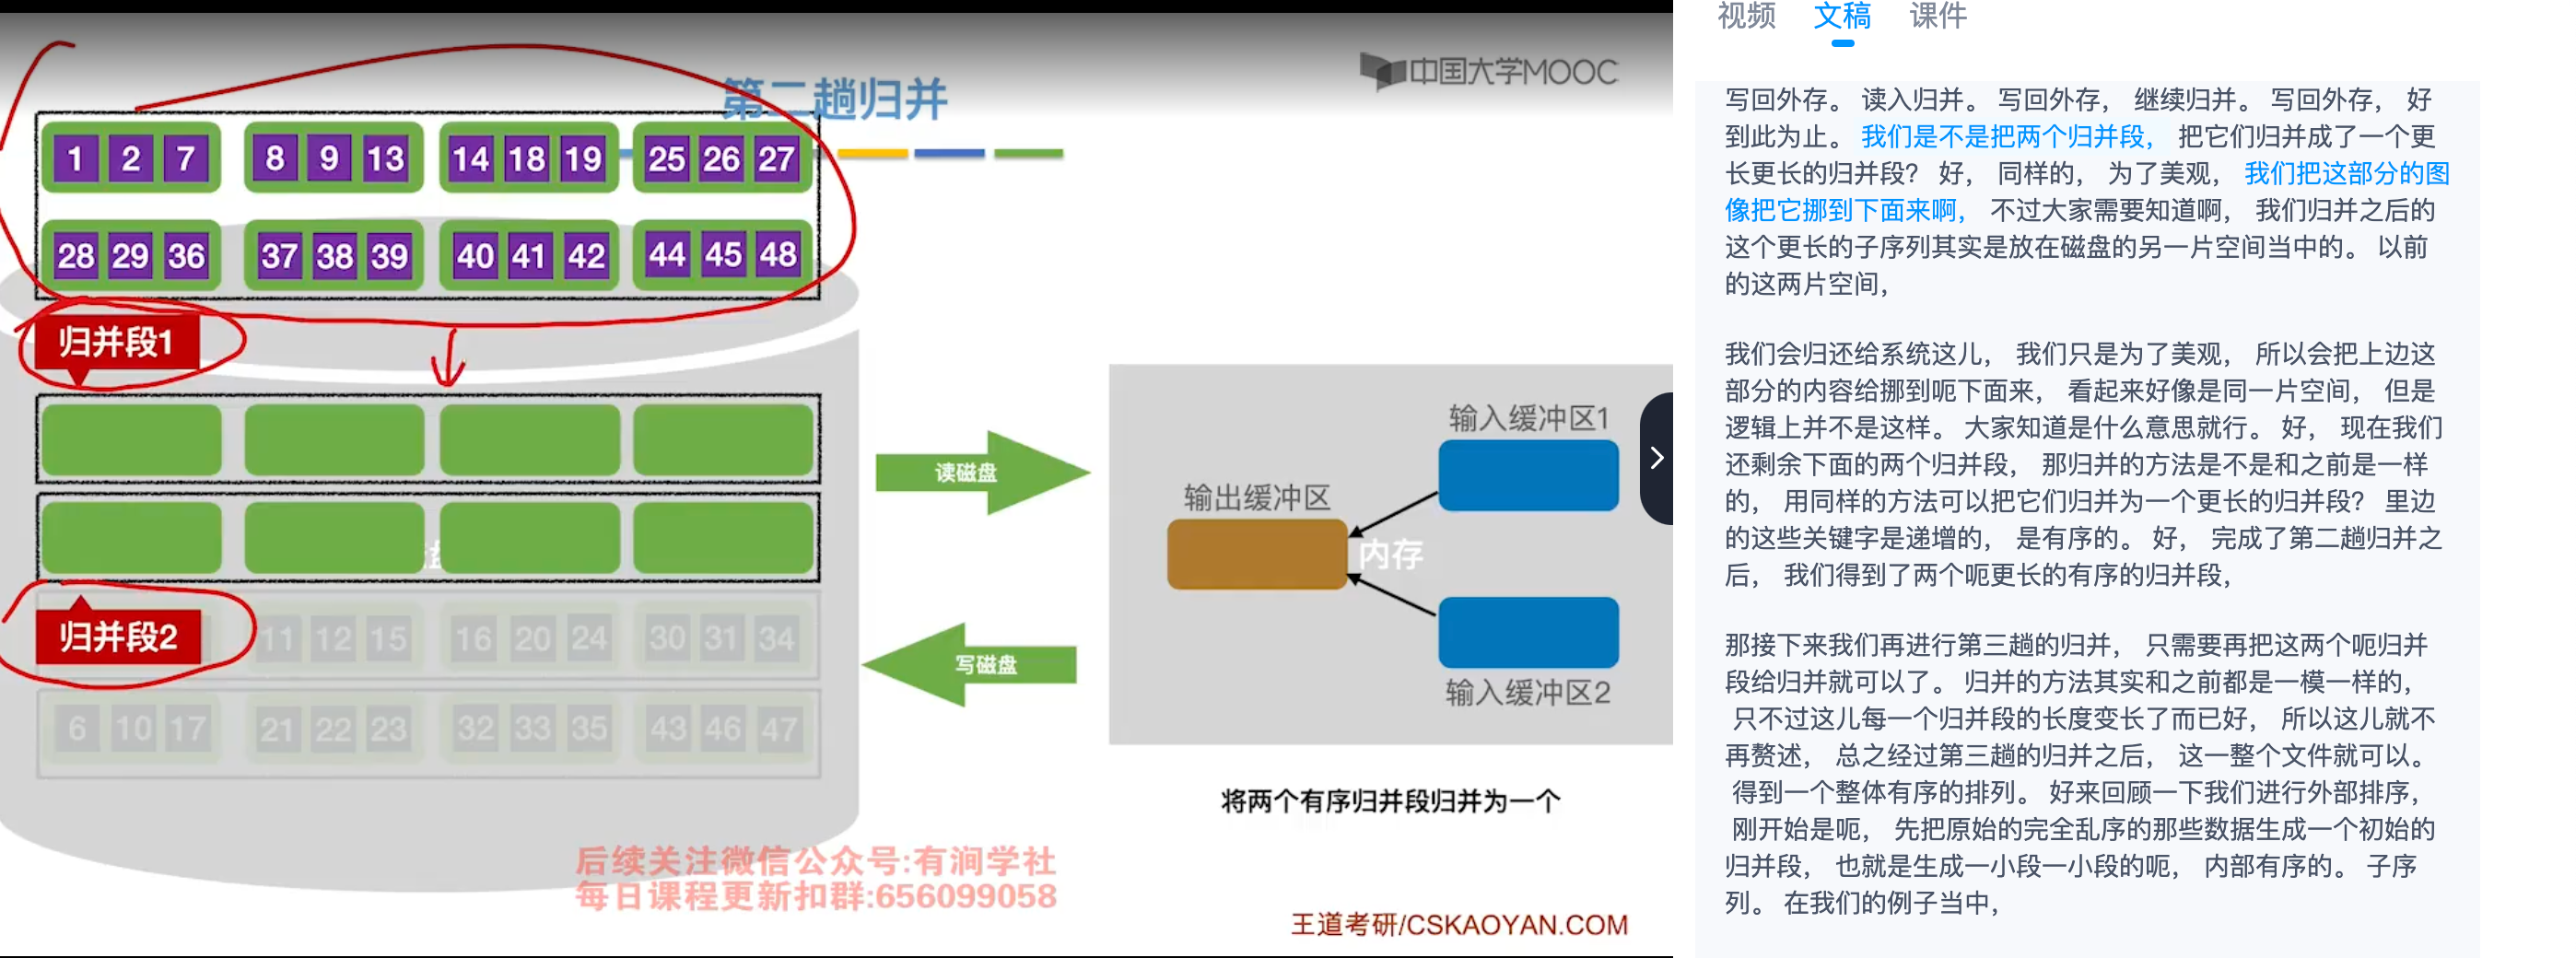 视频 文稿 课件
中国大学MOOC
第二趟归并
1 2 7 8 9 13 14 18 19 25 26 27
28 29 36 37 38 39 40 41 42 44 45 48
归并段1
归并段2
11 12 15 16 20 24 30 31 34
6 10 17 21 22 23 32 33 35 43 46 47
读磁盘
写磁盘
输入缓冲区1
输出缓冲区
内存
输入缓冲区2
将两个有序归并段归并为一个
后续关注微信公众号:有涧学社
每日课程更新扣群:656099058
王道考研/CSKAOYAN.COM
写回外存。 读入归并。 写回外存， 继续归并。 写回外存， 好
到此为止。 我们是不是把两个归并段， 把它们归并成了一个更
长更长的归并段？ 好， 同样的， 为了美观， 我们把这部分的图
像把它挪到下面来啊， 不过大家需要知道啊， 我们归并之后的
这个更长的子序列其实是放在磁盘的另一片空间当中的。 以前
的这两片空间，
我们会归还给系统这儿， 我们只是为了美观， 所以会把上边这
部分的内容给挪到呃下面来， 看起来好像是同一片空间， 但是
逻辑上并不是这样。 大家知道是什么意思就行。 好， 现在我们
还剩余下面的两个归并段， 那归并的方法是不是和之前是一样
的， 用同样的方法可以把它们归并为一个更长的归并段？ 里边
的这些关键字是递增的， 是有序的。 好， 完成了第二趟归并之
后， 我们得到了两个呃更长的有序的归并段，
那接下来我们再进行第三趟的归并， 只需要再把这两个呃归并
段给归并就可以了。 归并的方法其实和之前都是一模一样的，
只不过这儿每一个归并段的长度变长了而已好， 所以这儿就不
再赘述， 总之经过第三趟的归并之后， 这一整个文件就可以。
得到一个整体有序的排列。 好来回顾一下我们进行外部排序，
刚开始是呃， 先把原始的完全乱序的那些数据生成一个初始的
归并段， 也就是生成一小段一小段的呃， 内部有序的。 子序
列。 在我们的例子当中，